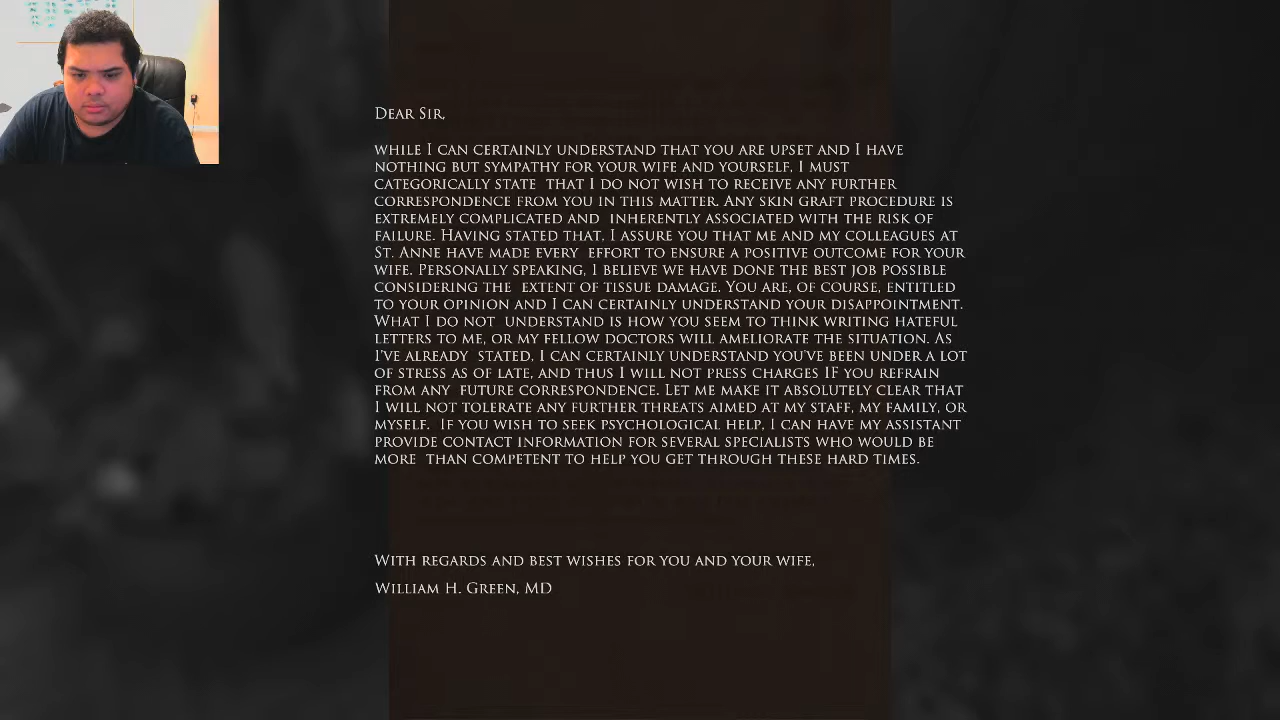 Dear Sir,
while I can certainly understand that you are upset and I have
nothing but sympathy for your wife and yourself, I must
categorically state that I do not wish to receive any further
correspondence from you in this matter. Any skin graft procedure is
extremely complicated and inherently associated with the risk of
failure. Having stated that, I assure you that me and my colleagues at
St. Anne have made every effort to ensure a positive outcome for your
wife. Personally speaking, I believe we have done the best job possible
considering the extent of tissue damage. You are, of course, entitled
to your opinion and I can certainly understand your disappointment.
What I do not understand is how you seem to think writing hateful
letters to me, or my fellow doctors will ameliorate the situation. As
I've already stated, I can certainly understand you've been under a lot
of stress as of late, and thus I will not press charges IF you refrain
from any future correspondence. Let me make it absolutely clear that
I will not tolerate any further threats aimed at my staff, my family, or
myself. If you wish to seek psychological help, I can have my assistant
provide contact information for several specialists who would be
more than competent to help you get through these hard times.
With regards and best wishes for you and your wife,
William H. Green, MD